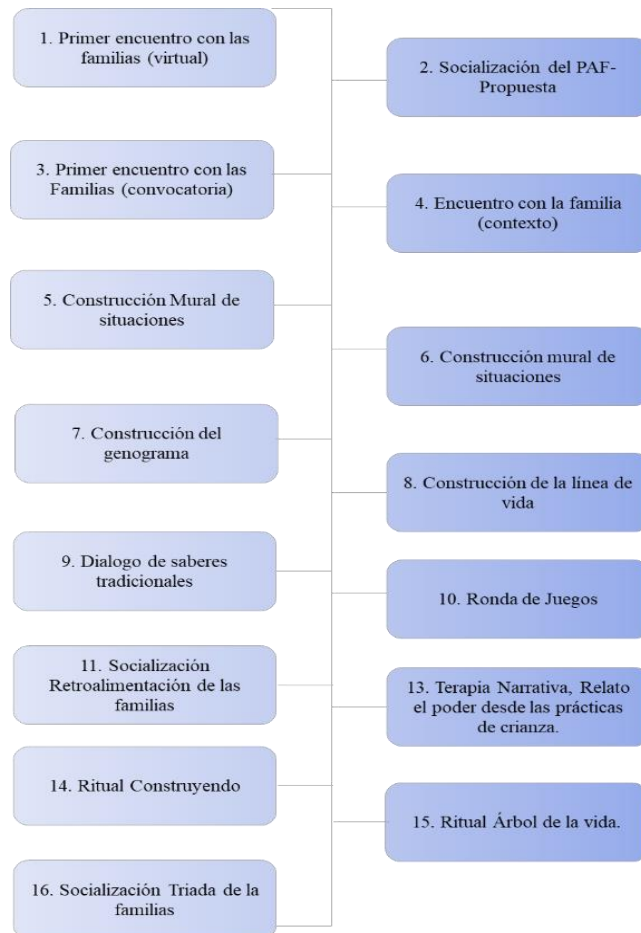 1. Primer encuentro con las
familias (virtual)
2. Socialización del PAF-
Propuesta
3. Primer encuentro con las
Familias (convocatoria)
4. Encuentro con la familia
(contexto)
5. Construcción Mural de
situaciones
6. Construcción mural de
situaciones
7. Construcción del
genograma
8. Construcción de la línea de
vida
9. Dialogo de saberes
tradicionales
10. Ronda de Juegos
11. Socialización
Retroalimentación de las
familias
13. Terapia Narrativa, Relato
el poder desde las prácticas
de crianza.
14. Ritual Construyendo
15. Ritual Árbol de la vida.
16. Socialización Triada de la
familias